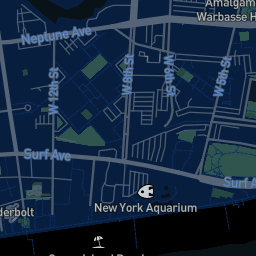 Amalgam
Warbasse H
Neptune Ave
W 12th St
W 8th St
W 6th St
W 5th St
Surf Ave
Surf A
New York Aquarium
derbolt